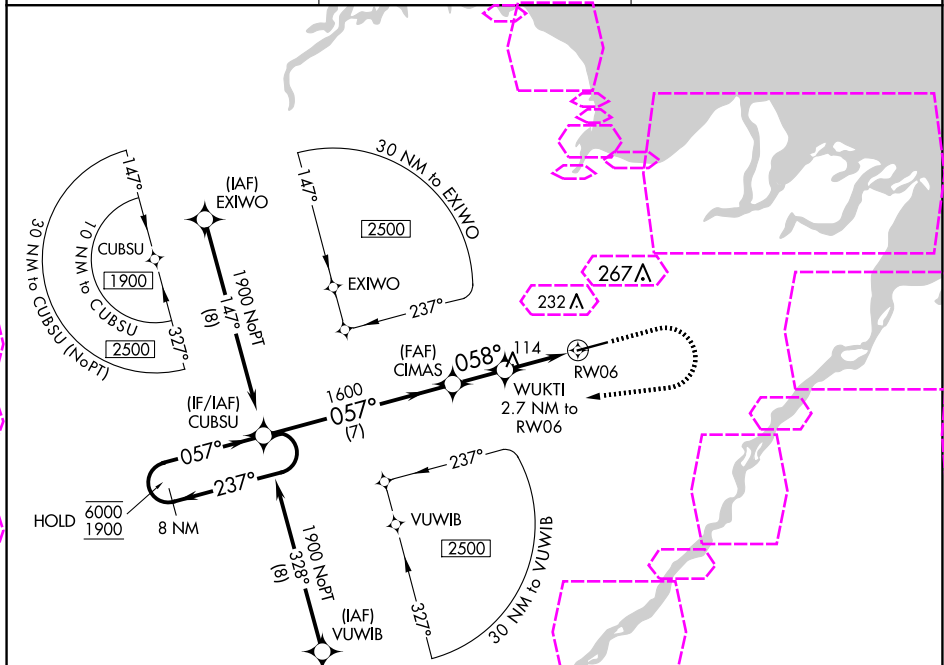 30 NM to EXIWO
147°
2500
EXIWO
237°
(IAF)
EXIWO
147°
CUBSU
1900
10 NM to CUBSU
2500
30 NM to CUBSU (NoPT)
327°
1900 NoPT
147°
(8)
267
232
(FAF)
CIMAS
058°
114
RW06
WUKTI
2.7 NM to
RW06
1600
057°
(7)
(IF/IAF)
CUBSU
057°
237°
HOLD
6000
1900
8 NM
237°
VUWIB
2500
327°
30 NM to VUWIB
1900 NoPT
328°
(8)
(IAF)
VUWIB